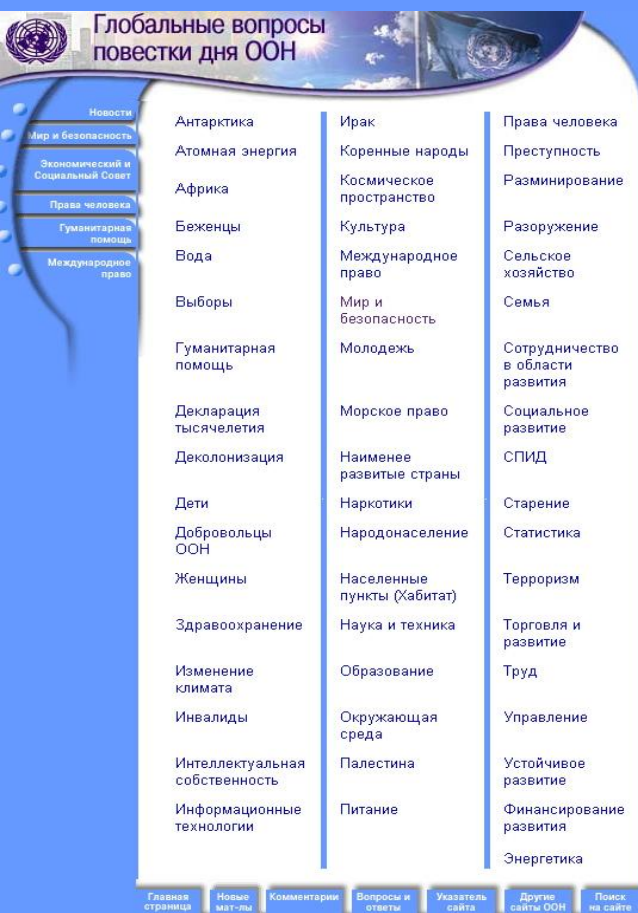 Глобальные вопросы
повестки дня ООН
Новости
Мир и безопасность
Экономический и
Социальный Совет
Права человека
Гуманитарная
помощь
Международное
право
Антарктика
Атомная энергия
Африка
Беженцы
Вода
Выборы
Гуманитарная
помощь
Декларация
тысячелетия
Деколонизация
Дети
Добровольцы
ООН
Женщины
Здравоохранение
Изменение
климата
Инвалиды
Интеллектуальная
собственность
Информационные
технологии
Ирак
Коренные народы
Космическое
пространство
Культура
Международное
право
Мир и
безопасность
Молодежь
Морское право
Наименее
развитые страны
Наркотики
Народонаселение
Населенные
пункты (Хабитат)
Наука и техника
Образование
Окружающая
среда
Палестина
Питание
Права человека
Преступность
Разминирование
Разоружение
Сельское
хозяйство
Семья
Сотрудничество
в области
развития
Социальное
развитие
СПИД
Старение
Статистика
Терроризм
Торговля и
развитие
Труд
Управление
Устойчивое
развитие
Финансирование
развития
Энергетика
Главная
страница
Новые
мат-лы
Комментарии
Вопросы и
ответы
Указатель
сайта
Другие
сайты ООН
Поиск
на сайте